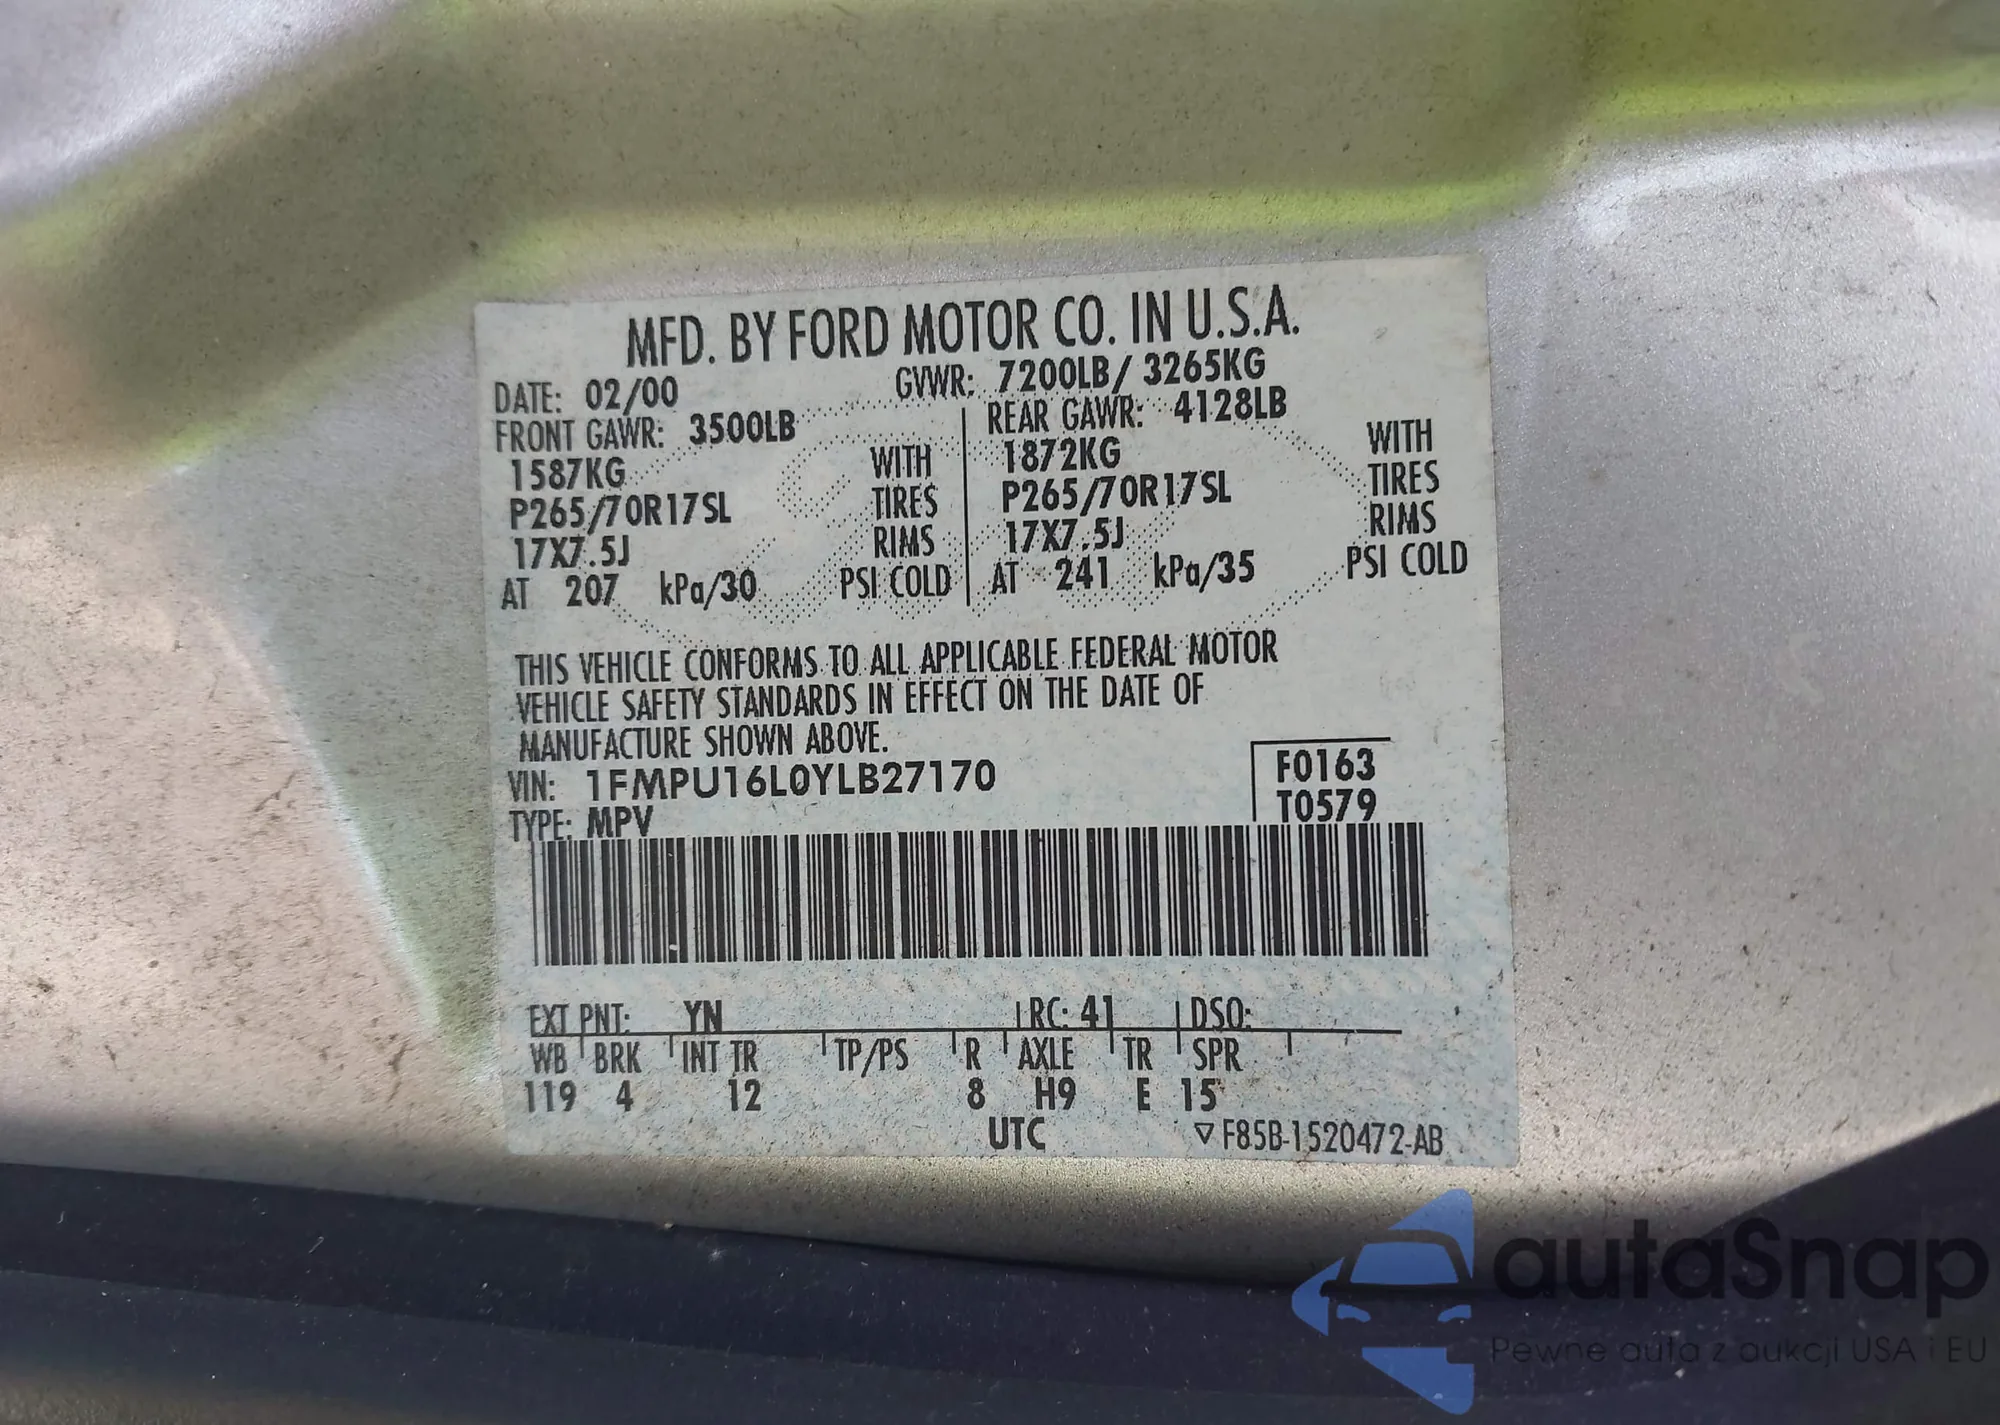 MFD. BY FORD MOTOR CO. IN U.S.A.
DATE: 02/00 GVWR: 7200LB/ 3265KG
FRONT GAWR: 3500LB REAR GAWR: 4128LB
1587KG WITH 1872KG WITH
P265/70R17SL TIRES P265/70R17SL TIRES
17X7.5J RIMS 17X7.5J RIMS
AT 207 kPa/30 PSI COLD AT 241 kPa/35 PSI COLD
THIS VEHICLE CONFORMS TO ALL APPLICABLE FEDERAL MOTOR
VEHICLE SAFETY STANDARDS IN EFFECT ON THE DATE OF
MANUFACTURE SHOWN ABOVE.
VIN: 1FMPU16L0YLB27170 F0163
TYPE: MPV T0579
EXT PNT: YN RC: 41 DSO:
WB BRK INT TR TP/PS R AXLE TR SPR
119 4 12 8 H9 E 15
UTC ▽ F85B-1520472-AB
autaSnap
Pewne auta z aukcji USA i EU